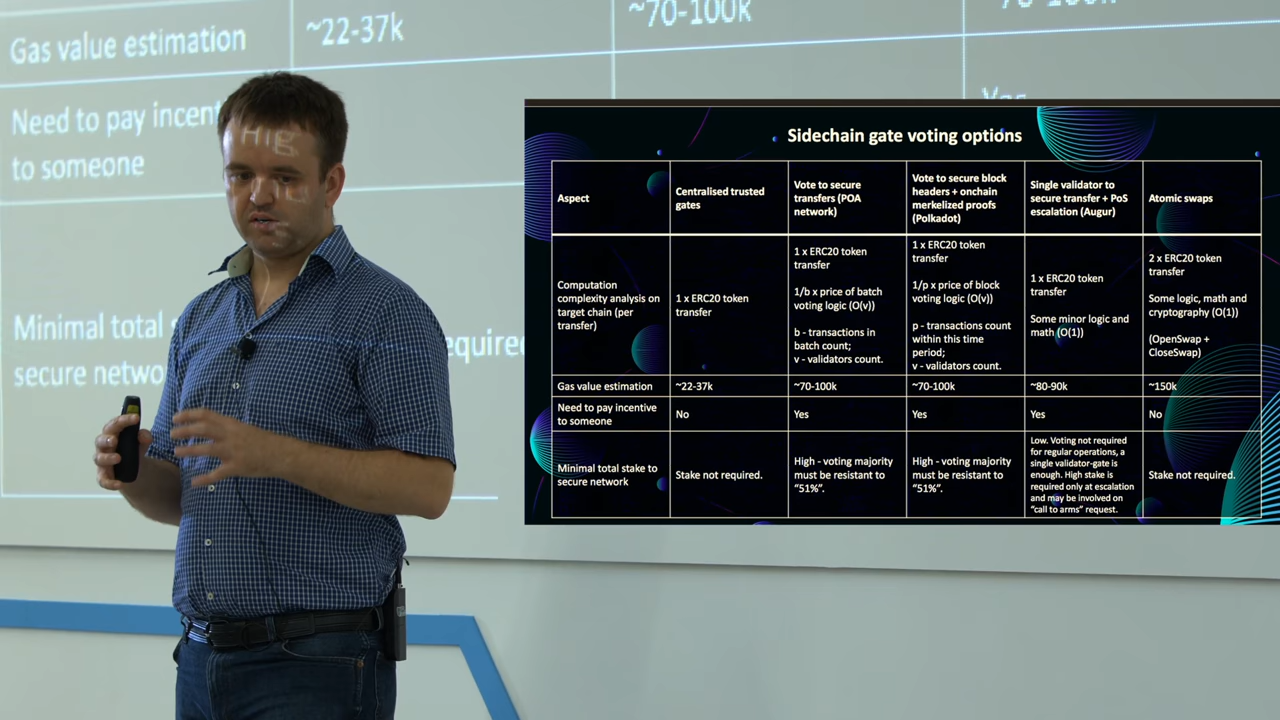 Gas value estimation
~22-37k
~70-100k
Need to pay incent
to someone
Yes
Hig
Minimal total
secure netwo
equire
Sidechain gate voting options
Aspect
Centralised trusted
gates
Vote to secure
transfers (POA
network)
Vote to secure block
headers + onchain
merkelized proofs
(Polkadot)
Single validator to
secure transfer + PoS
escalation (Augur)
Atomic swaps
Computation
complexity analysis on
target chain (per
transfer)
1 x ERC20 token
transfer
1 x ERC20 token
transfer
1/b x price of batch
voting logic (O(v))
b - transactions in
batch count;
v - validators count.
1 x ERC20 token
transfer
1/p x price of block
voting logic (O(v))
p - transactions count
within this time
period;
v - validators count.
1 x ERC20 token
transfer
Some minor logic and
math (O(1))
2 x ERC20 token
transfer
Some logic, math and
cryptography (O(1))
(OpenSwap +
CloseSwap)
Gas value estimation
~22-37k
~70-100k
~70-100k
~80-90k
~150k
Need to pay incentive
to someone
No
Yes
Yes
Yes
No
Minimal total stake to
secure network
Stake not required.
High - voting majority
must be resistant to
“51%”.
High - voting majority
must be resistant to
“51%”.
Low. Voting not required
for regular operations, a
single validator-gate is
enough. High stake is
required only at escalation
and may be involved on
“call to arms” request.
Stake not required.